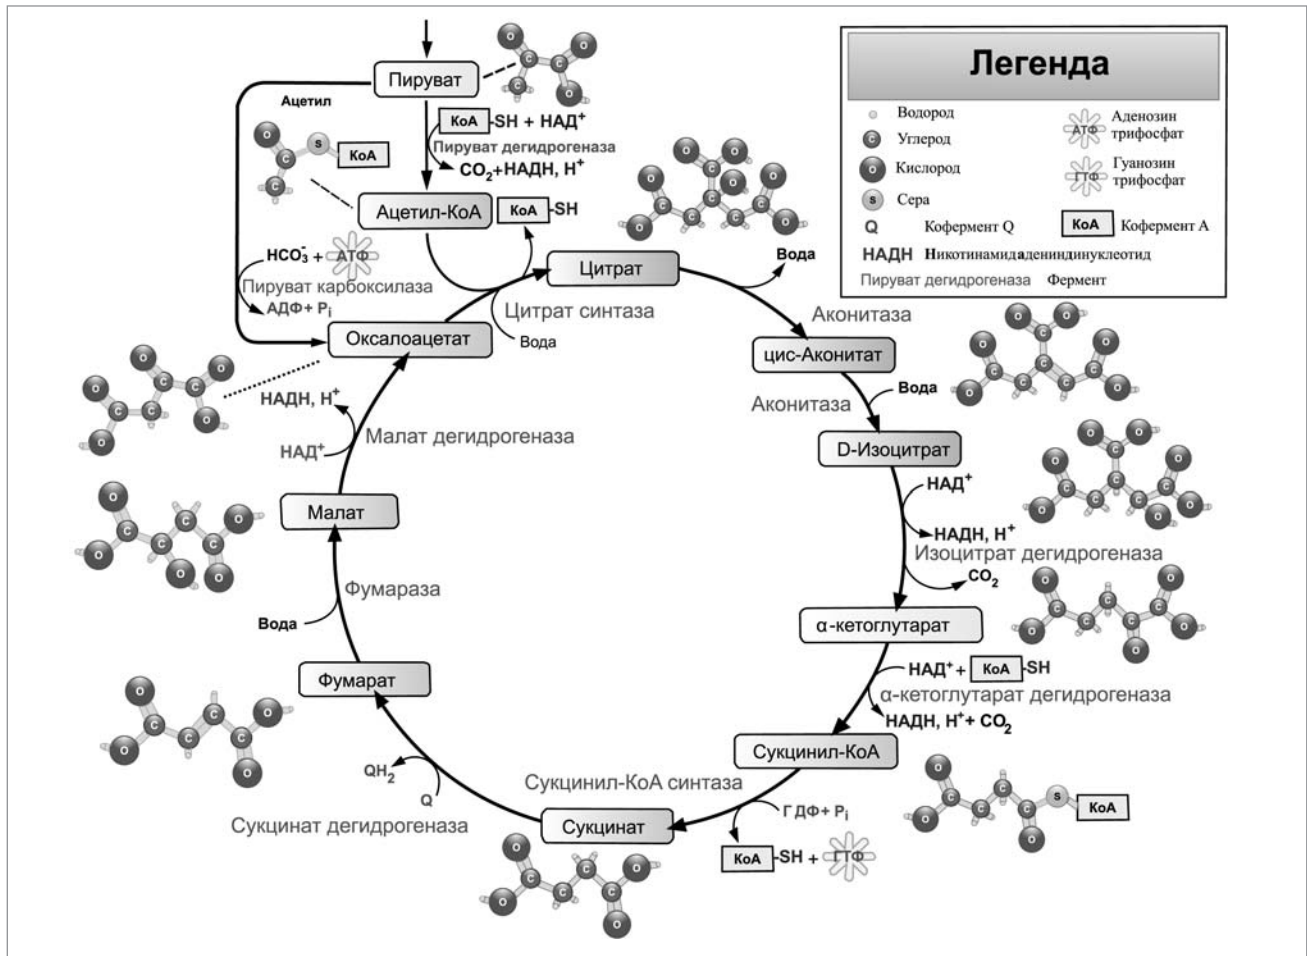 Пируват
Ацетил
КоА -SH + НАД⁺
Пируват дегидрогеназа
CO₂+НАДН, H⁺
S
КоА
Ацетил-КоА
КоА -SH
HCO₃⁻ + АТФ
Пируват карбоксилаза
АДФ+ Pᵢ
Цитрат
Вода
Цитрат синтаза
Вода
Аконитаза
Оксалоацетат
цис-Аконитат
Вода
Аконитаза
НАДН, H⁺
НАД⁺
Малат дегидрогеназа
D-Изоцитрат
НАД⁺
НАДН, H⁺
Изоцитрат дегидрогеназа
CO₂
Малат
Фумараза
Вода
α-кетоглутарат
НАД⁺ + КоА -SH
α-кетоглутарат дегидрогеназа
НАДН, H⁺ + CO₂
Фумарат
Сукцинил-КоА
S
КоА
QH₂
Q
Сукцинат дегидрогеназа
Сукцинил-КоА синтаза
ГДФ+ Pᵢ
КоА -SH + ГТФ
Сукцинат
Легенда
Водород
C Углерод
O Кислород
S Сера
Q Кофермент Q
АТФ Аденозин
трифосфат
ГТФ Гуанозин
трифосфат
КоА Кофермент А
НАДН Никотинамидадениндинуклеотид
Пируват дегидрогеназа Фермент